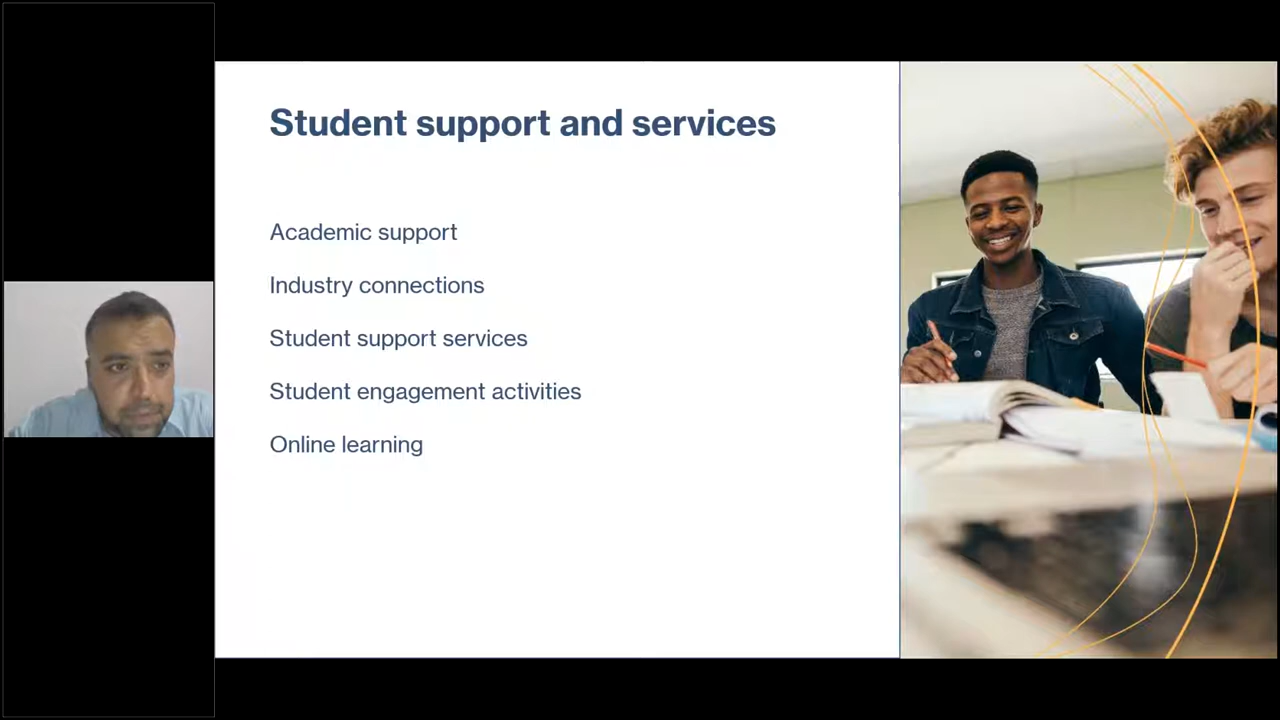 Student support and services
Academic support
Industry connections
Student support services
Student engagement activities
Online learning